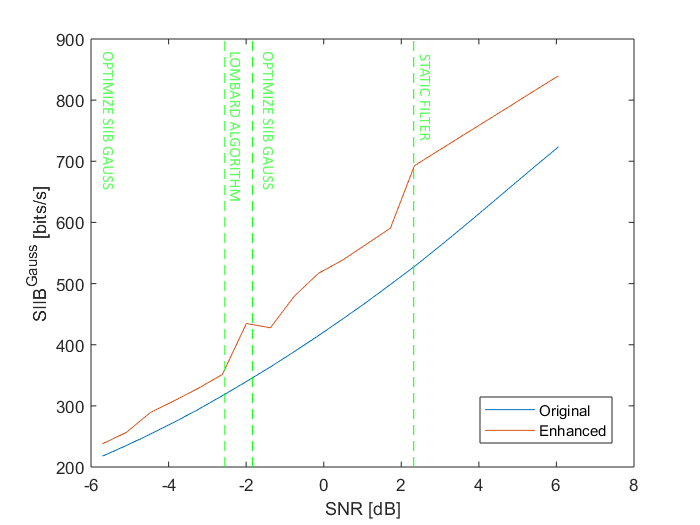 900
800
700
600
500
400
300
200
SIIB^Gauss [bits/s]
OPTIMIZE SIIB GAUSS
LOMBARD ALGORITHM
OPTIMIZE SIIB GAUSS
STATIC FILTER
Original
Enhanced
-6
-4
-2
0
2
4
6
8
SNR [dB]